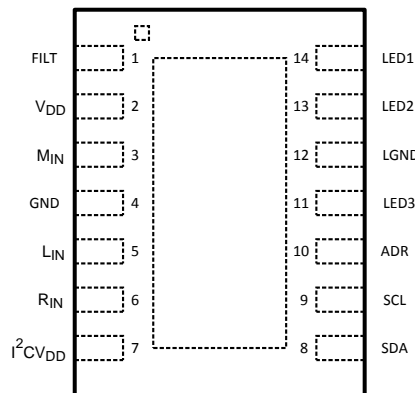 FILT 1 14 LED1
VDD 2 13 LED2
MIN 3 12 LGND
GND 4 11 LED3
LIN 5 10 ADR
RIN 6 9 SCL
I²CVDD 7 8 SDA